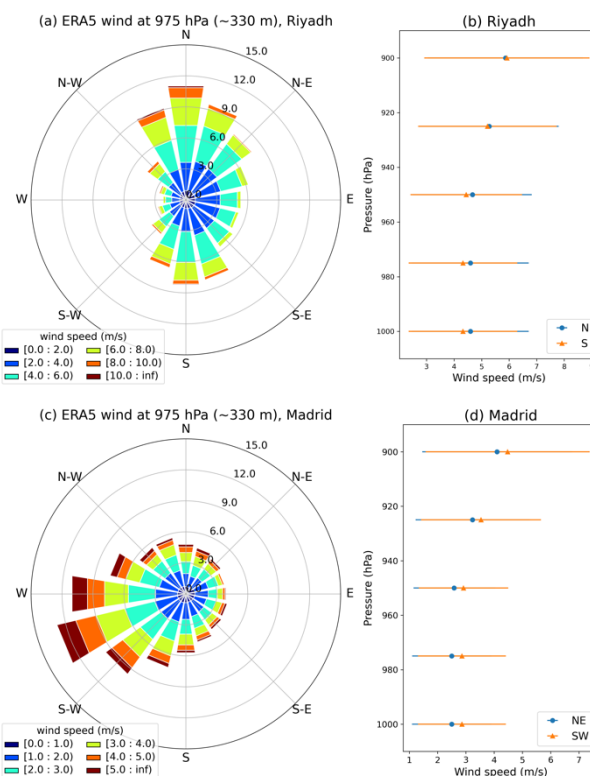 (a) ERA5 wind at 975 hPa (~330 m), Riyadh
N
15.0
12.0
9.0
6.0
3.0
0.0
N-W
N-E
W
E
S-W
S-E
S
wind speed (m/s)
[0.0 : 2.0)
[2.0 : 4.0)
[4.0 : 6.0)
[6.0 : 8.0)
[8.0 : 10.0)
[10.0 : inf)
(b) Riyadh
Pressure (hPa)
900
920
940
960
980
1000
N
S
3 4 5 6 7 8
Wind speed (m/s)
(c) ERA5 wind at 975 hPa (~330 m), Madrid
N
15.0
12.0
9.0
6.0
3.0
0.0
N-W
N-E
W
E
S-W
S-E
S
wind speed (m/s)
[0.0 : 1.0)
[1.0 : 2.0)
[2.0 : 3.0)
[3.0 : 4.0)
[4.0 : 5.0)
[5.0 : inf)
(d) Madrid
Pressure (hPa)
900
920
940
960
980
1000
NE
SW
1 2 3 4 5 6 7
Wind speed (m/s)